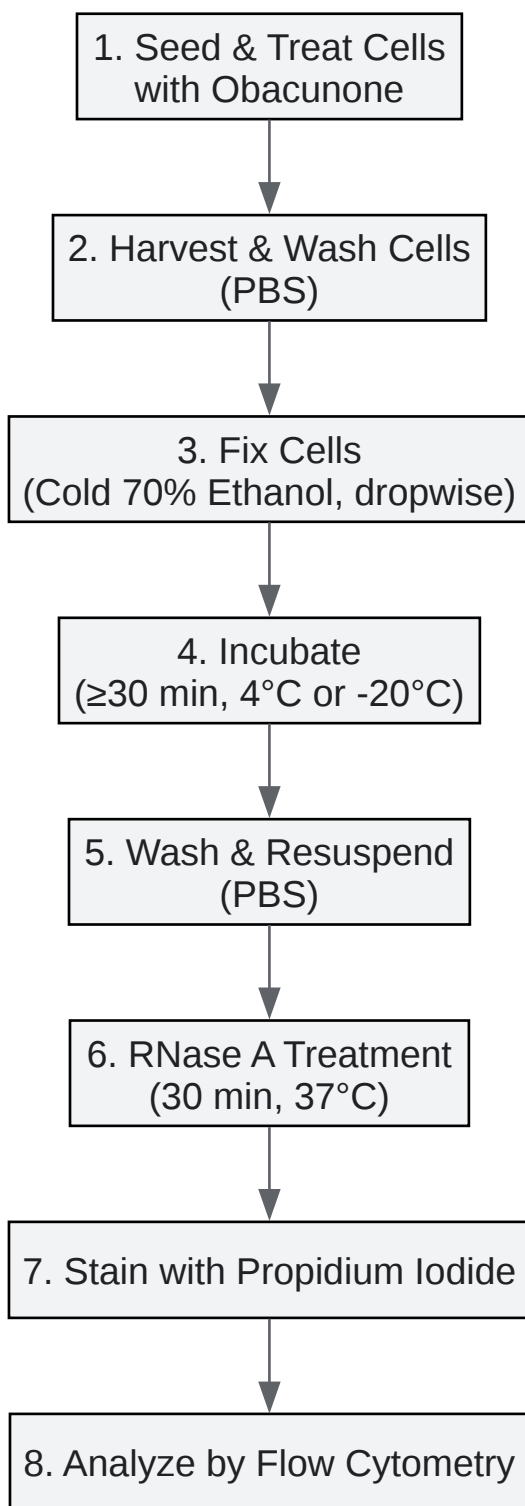 1. Seed & Treat Cells
with Obacunone
2. Harvest & Wash Cells
(PBS)
3. Fix Cells
(Cold 70% Ethanol, dropwise)
4. Incubate
(≥30 min, 4°C or -20°C)
5. Wash & Resuspend
(PBS)
6. RNase A Treatment
(30 min, 37°C)
7. Stain with Propidium Iodide
8. Analyze by Flow Cytometry